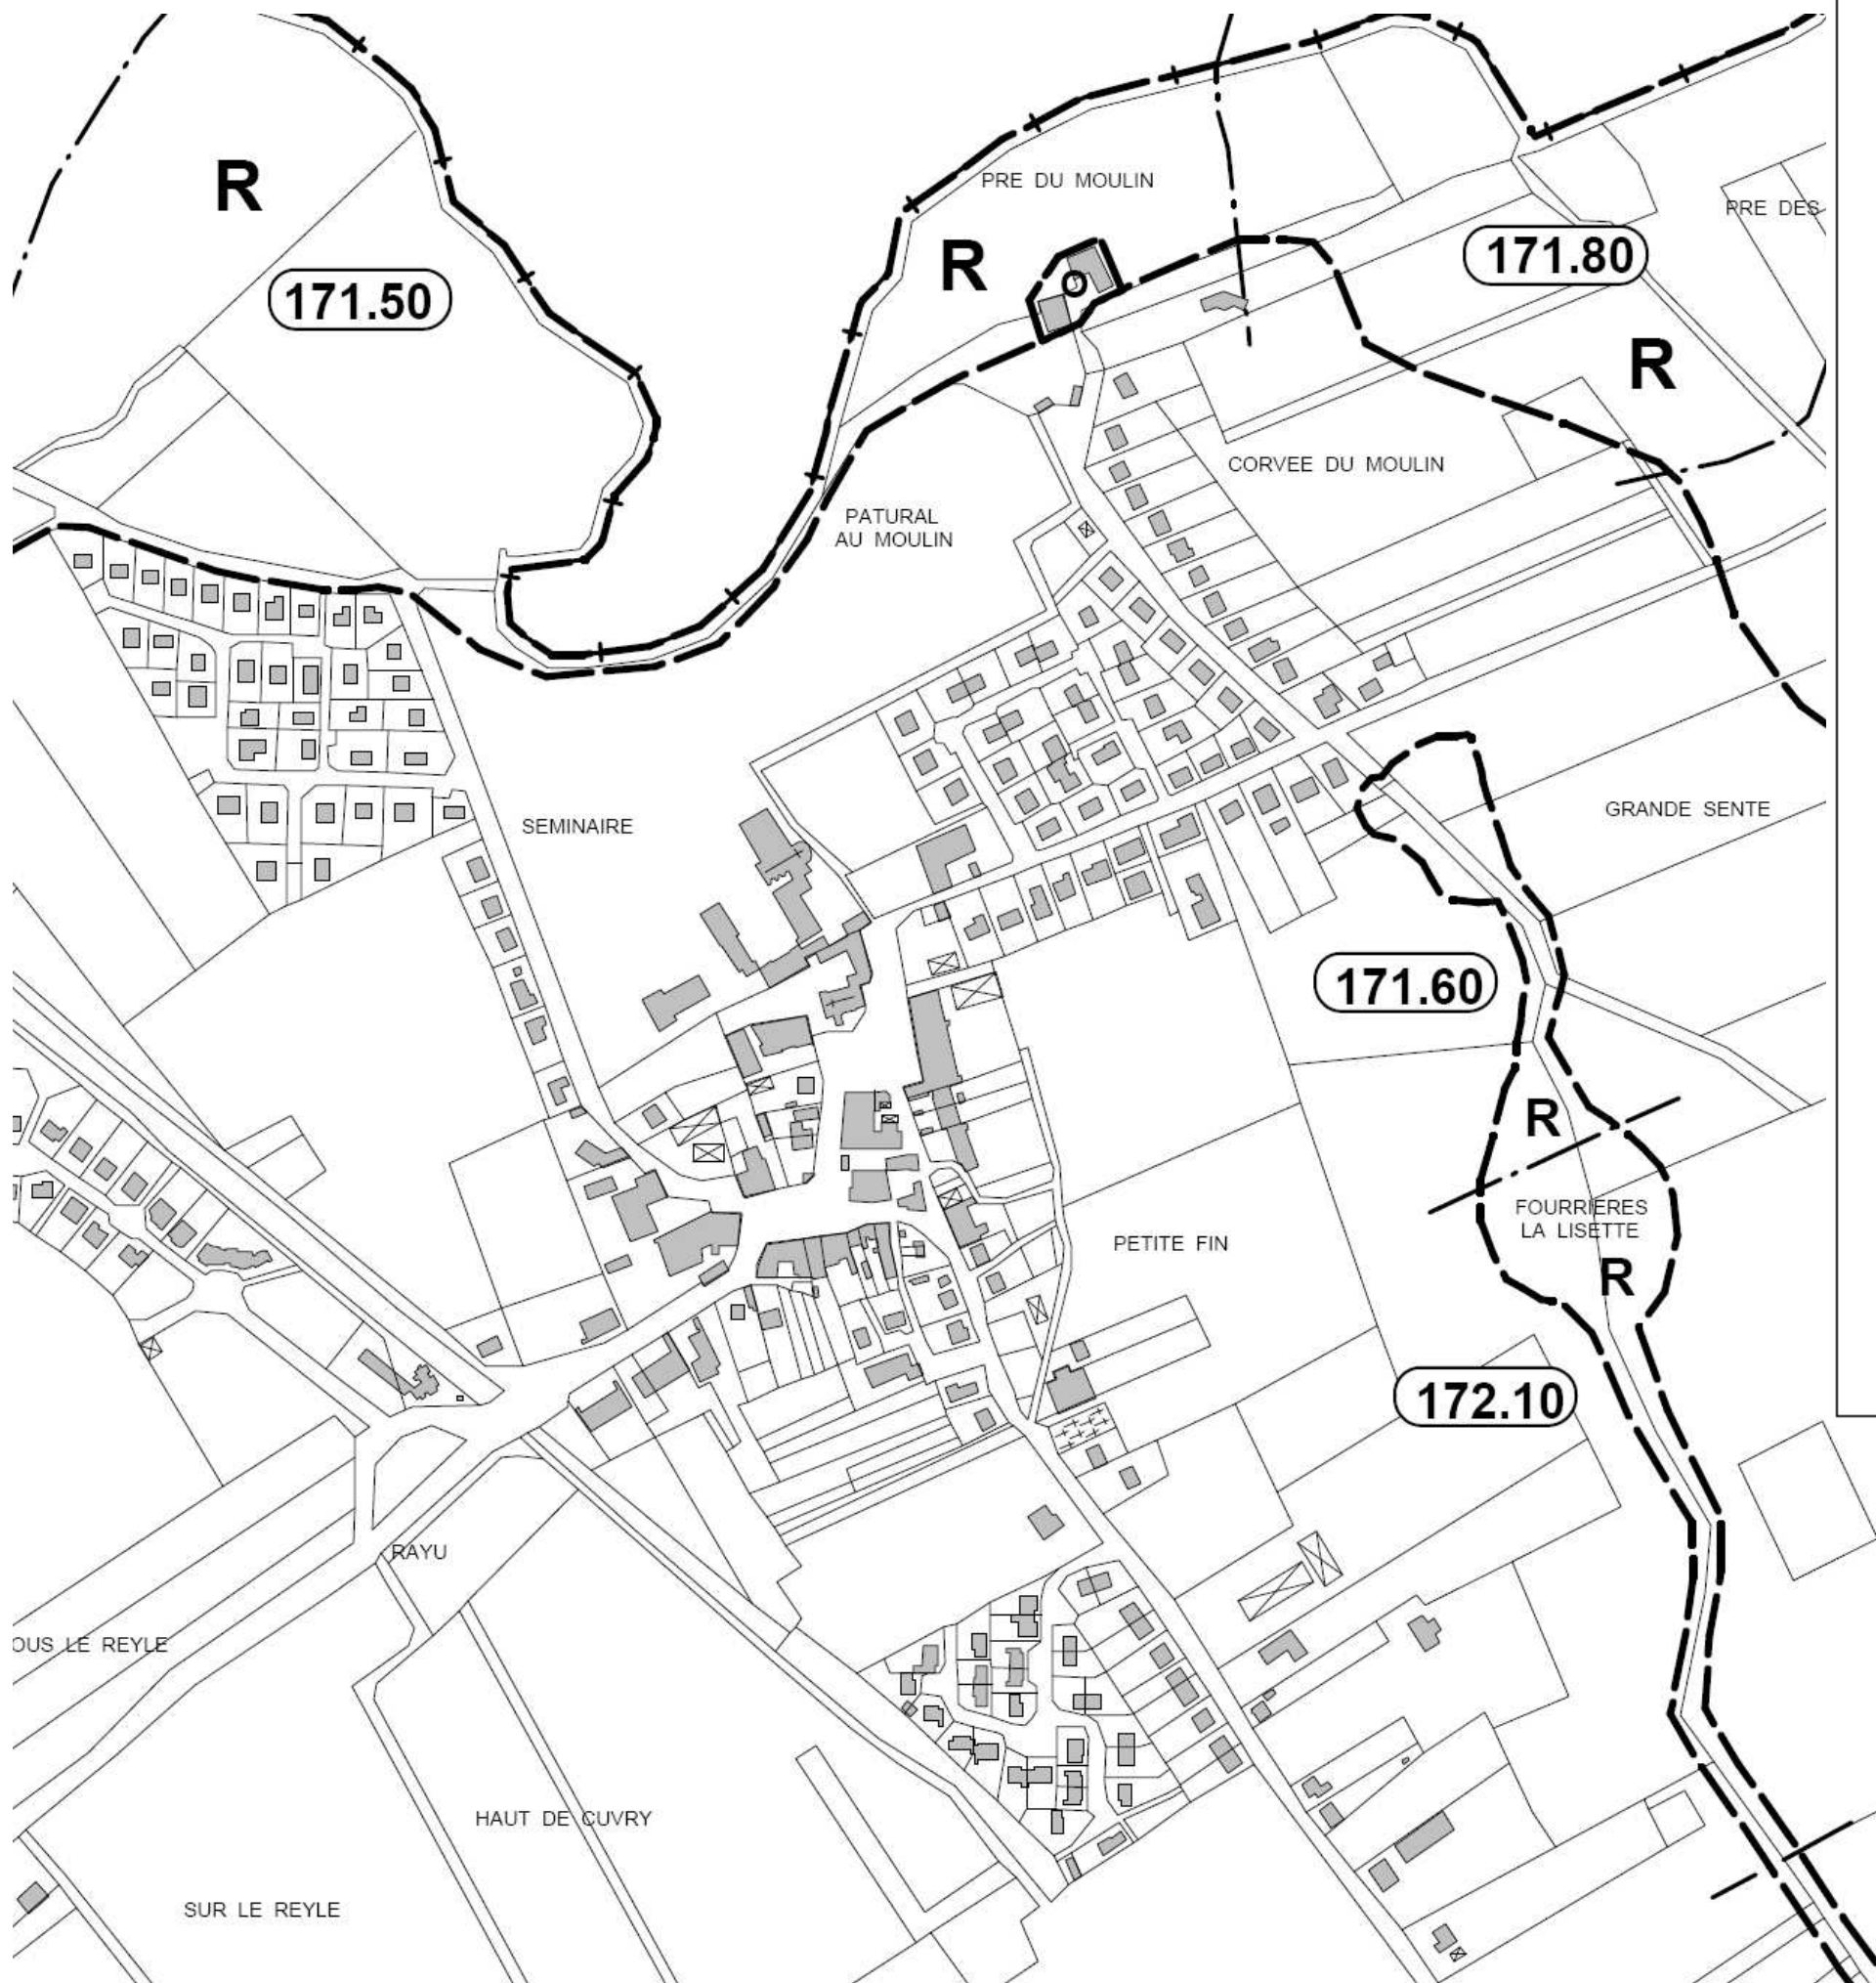 R
PRE DU MOULIN
PRE DES
R
171.80
171.50
O
R
CORVEE DU MOULIN
PATURAL
AU MOULIN
GRANDE SENTE
SEMINAIRE
171.60
R
FOURRIERES
LA LISETTE
PETITE FIN
R
172.10
RAYU
OUS LE REYLE
HAUT DE CUVRY
SUR LE REYLE